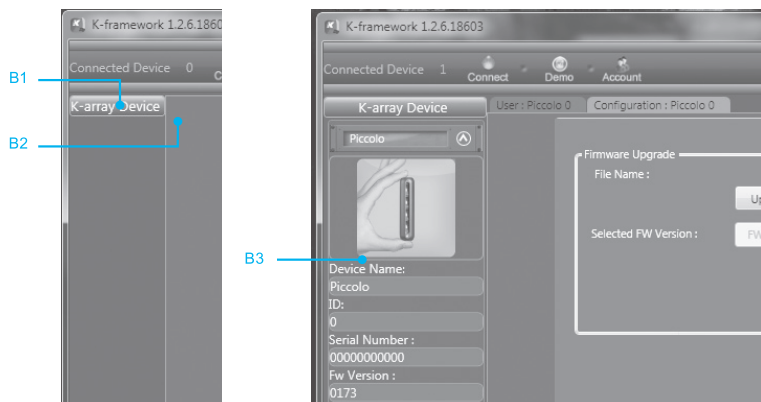 K-framework 1.2.6.1860
Connected Device 0
B1
K-array Device
B2
K-framework 1.2.6.18603
Connected Device 1
Connect
Demo
Account
K-array Device
User : Piccolo 0
Configuration : Piccolo 0
Piccolo
Firmware Upgrade
File Name :
Up
Selected FW Version :
FW
B3
Device Name:
Piccolo
ID:
0
Serial Number :
00000000000
Fw Version :
0173